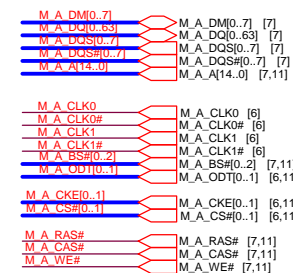 M_A_DM[0..7] M_A_DM[0..7] [7]
M_A_DQ[0..63] M_A_DQ[0..63] [7]
M_A_DQS[0..7] M_A_DQS[0..7] [7]
M_A_DQS#[0..7] M_A_DQS#[0..7] [7]
M_A_A[14..0] M_A_A[14..0] [7,11]
M_A_CLK0 M_A_CLK0 [6]
M_A_CLK0# M_A_CLK0# [6]
M_A_CLK1 M_A_CLK1 [6]
M_A_CLK1# M_A_CLK1# [6]
M_A_BS#[0..2] M_A_BS#[0..2] [7,11
M_A_ODT[0..1] M_A_ODT[0..1] [6,11
M_A_CKE[0..1] M_A_CKE[0..1] [6,11
M_A_CS#[0..1] M_A_CS#[0..1] [6,11
M_A_RAS# M_A_RAS# [7,11]
M_A_CAS# M_A_CAS# [7,11]
M_A_WE# M_A_WE# [7,11]